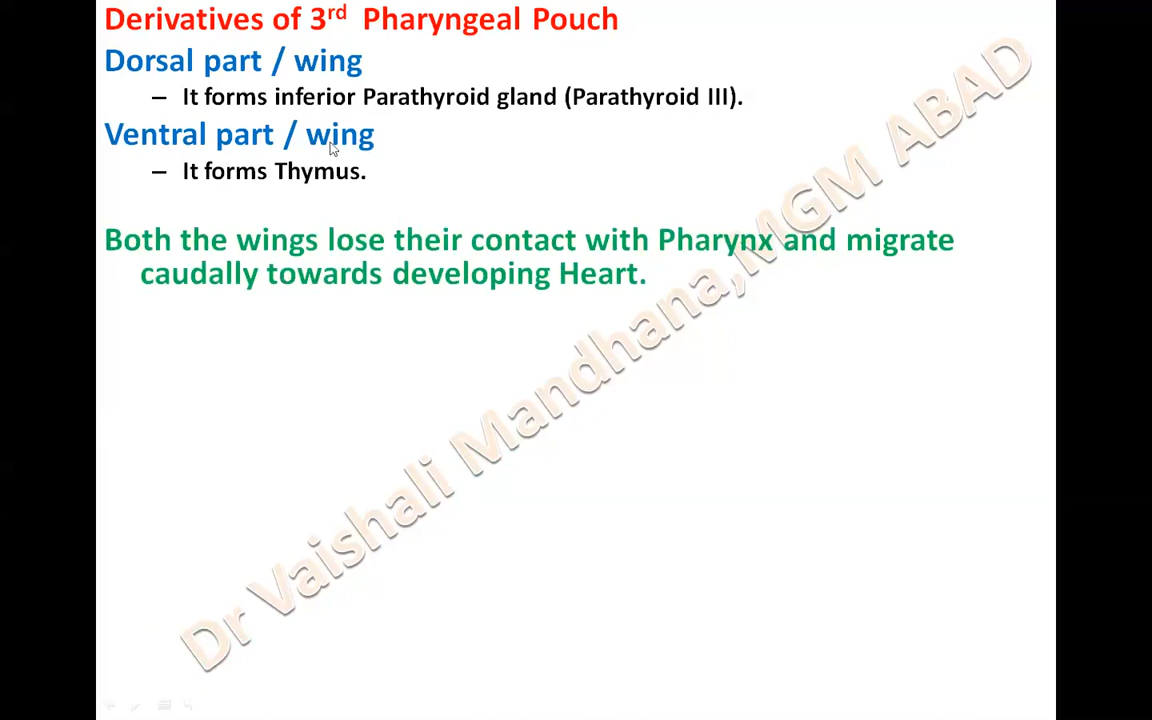 Derivatives of 3rd Pharyngeal Pouch
Dorsal part / wing
– It forms inferior Parathyroid gland (Parathyroid III).
Ventral part / wing
– It forms Thymus.
Both the wings lose their contact with Pharynx and migrate
caudally towards developing Heart.
Dr Vaishali Mandhana,MGM ABAD